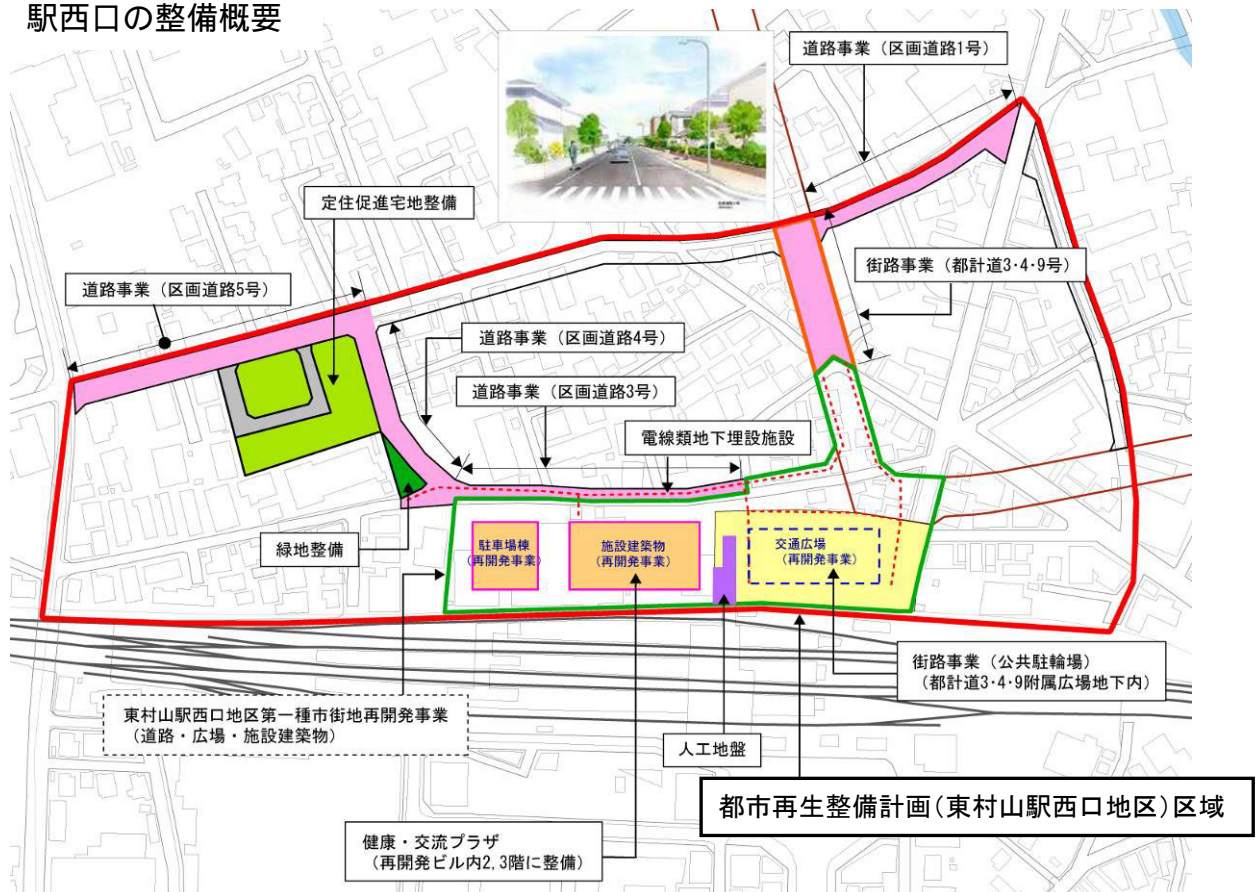 駅西口の整備概要
道路事業（区画道路1号）
定住促進宅地整備
街路事業（都計道3・4・9号）
道路事業（区画道路5号）
道路事業（区画道路4号）
道路事業（区画道路3号）
電線類地下埋設施設
緑地整備
駐車場棟
（再開発事業）
施設建築物
（再開発事業）
交通広場
（再開発事業）
街路事業（公共駐輪場）
（都計道3・4・9附属広場地下内）
東村山駅西口地区第一種市街地再開発事業
（道路・広場・施設建築物）
人工地盤
都市再生整備計画（東村山駅西口地区）区域
健康・交流プラザ
（再開発ビル内2,3階に整備）